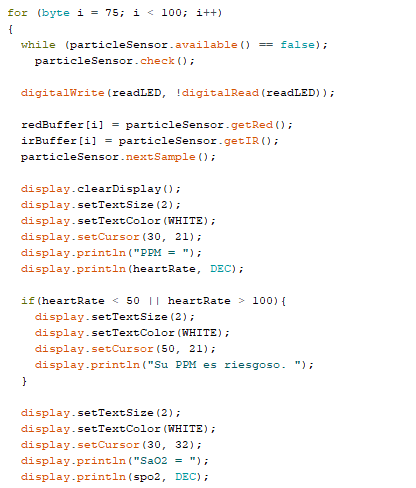 for (byte i = 75; i < 100; i++)
{
  while (particleSensor.available() == false);
    particleSensor.check();

  digitalWrite(readLED, !digitalRead(readLED));

  redBuffer[i] = particleSensor.getRed();
  irBuffer[i] = particleSensor.getIR();
  particleSensor.nextSample();

  display.clearDisplay();
  display.setTextSize(2);
  display.setTextColor(WHITE);
  display.setCursor(30, 21);
  display.println("PPM = ");
  display.println(heartRate, DEC);

  if(heartRate < 50 || heartRate > 100){
    display.setTextSize(2);
    display.setTextColor(WHITE);
    display.setCursor(50, 21);
    display.println("Su PPM es riesgoso. ");
  }

  display.setTextSize(2);
  display.setTextColor(WHITE);
  display.setCursor(30, 32);
  display.println("SaO2 = ");
  display.println(spo2, DEC);